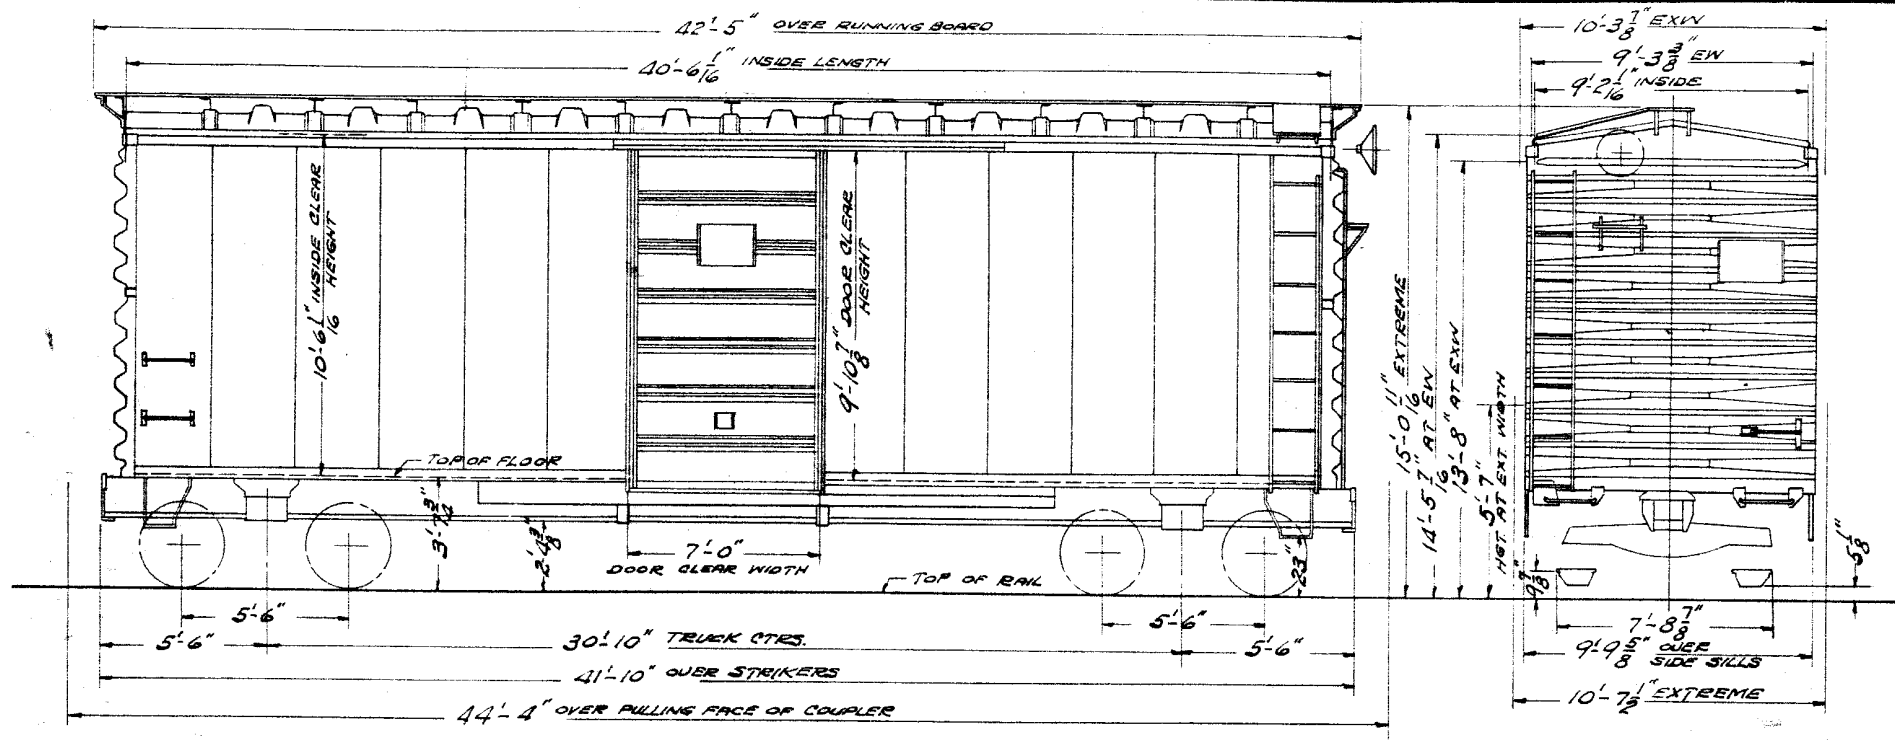 42'-5" OVER RUNNING BOARD
40'-6 1/16" INSIDE LENGTH
10'-6 1/16" INSIDE CLEAR
HEIGHT
9'-10 7/8" DOOR CLEAR
HEIGHT
TOP OF FLOOR
3'-7 3/4"
2'-4 3/8"
7'-0"
DOOR CLEAR WIDTH
TOP OF RAIL
23"
5'-6"
5'-6"
5'-6"
5'-6"
30'-10" TRUCK CTRS.
41'-10" OVER STRIKERS
44'-4" OVER PULLING FACE OF COUPLER
15'-0 11/16" EXTREME
14'-5 7/16" AT EW
13'-8" AT EXW
5'-7"
HGT. AT EXT. WIDTH
10'-3 7/8" EXW
9'-3 3/8" EW
9'-2 1/16" INSIDE
9 7/8"
5 1/8"
7'-8 7/8"
9'-9 5/8" OVER
SIDE SILLS
10'-7 1/2" EXTREME